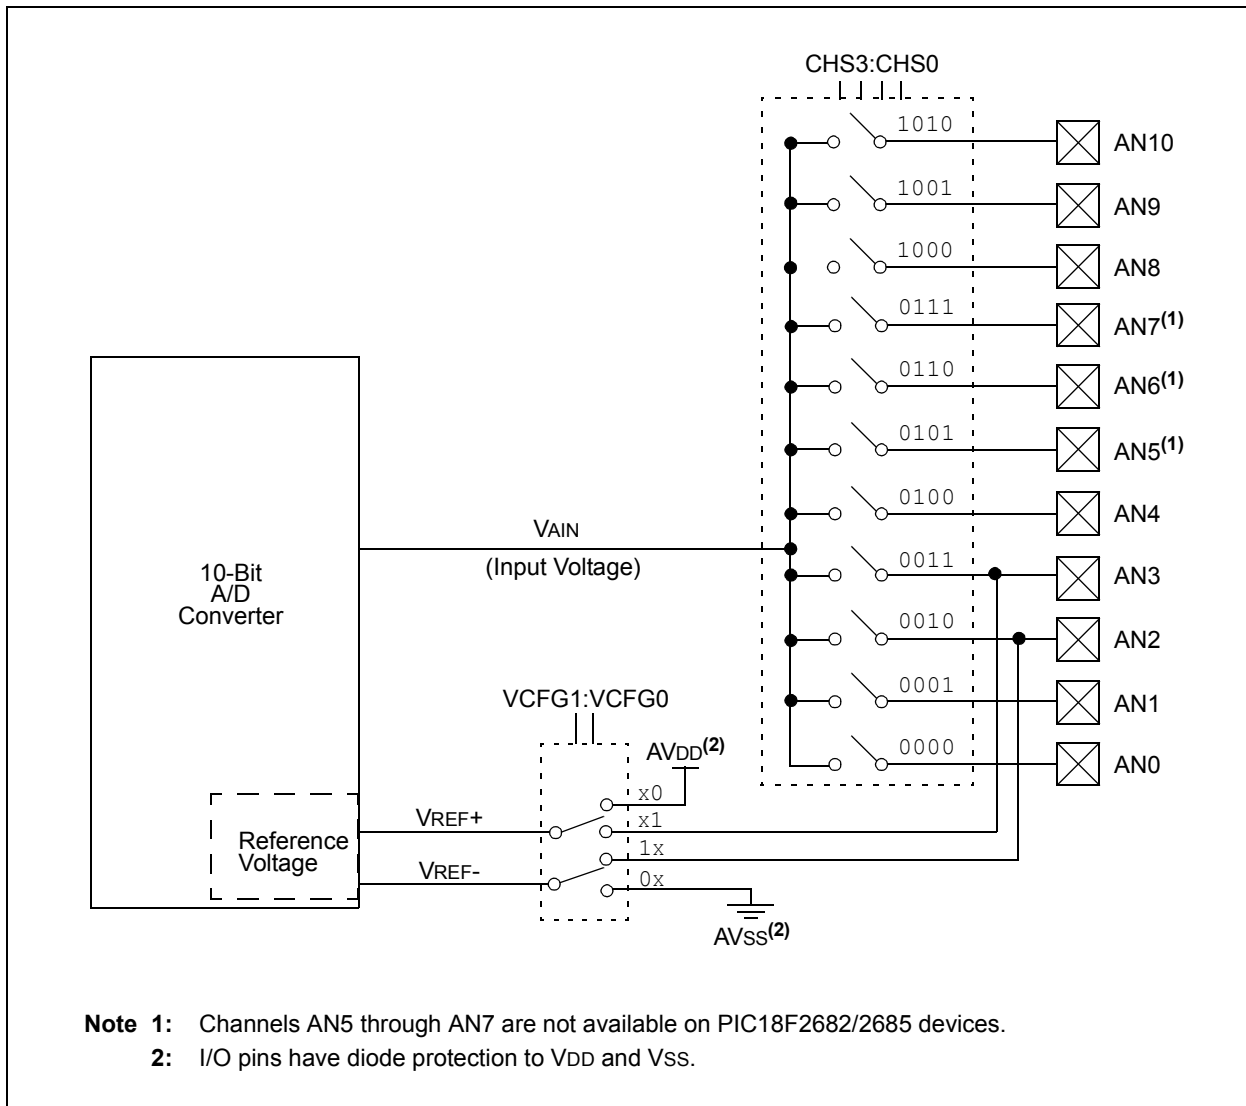 CHS3:CHS0
1010
AN10
1001
AN9
1000
AN8
0111
AN7(1)
0110
AN6(1)
0101
AN5(1)
0100
AN4
VAIN
(Input Voltage)
0011
AN3
10-Bit
A/D
Converter
0010
AN2
0001
AN1
VCFG1:VCFG0
0000
AN0
AVDD(2)
x0
VREF+
x1
Reference
Voltage
1x
VREF-
0x
AVSS(2)
Note 1: Channels AN5 through AN7 are not available on PIC18F2682/2685 devices.
2: I/O pins have diode protection to VDD and VSS.